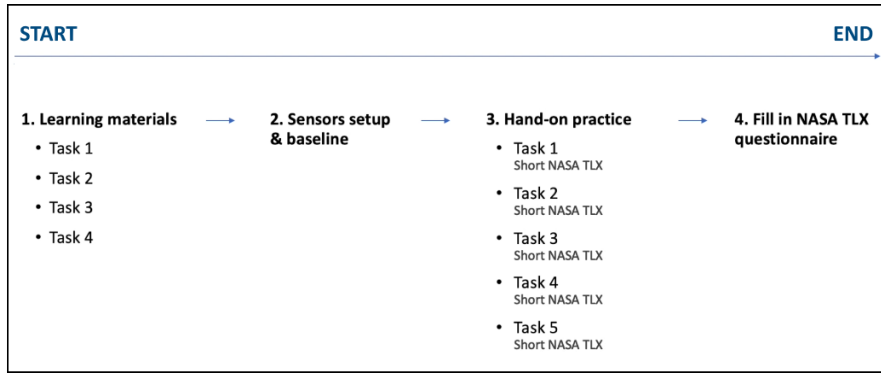 START
END
1. Learning materials
• Task 1
• Task 2
• Task 3
• Task 4
2. Sensors setup
& baseline
3. Hand-on practice
• Task 1
Short NASA TLX
• Task 2
Short NASA TLX
• Task 3
Short NASA TLX
• Task 4
Short NASA TLX
• Task 5
Short NASA TLX
4. Fill in NASA TLX
questionnaire